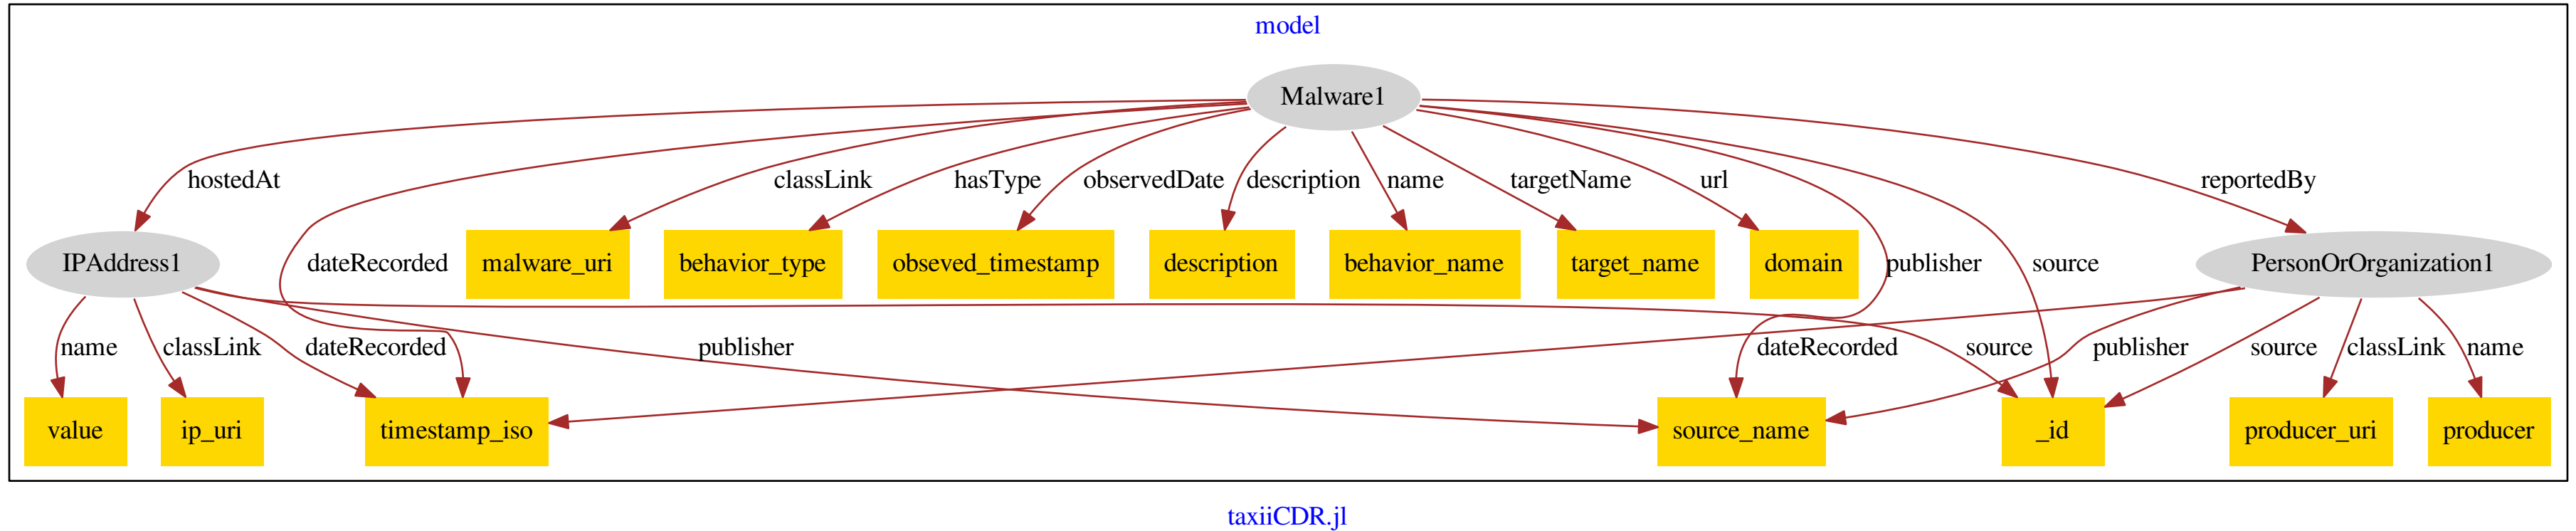 model
Malware1
hostedAt
classLink
hasType
observedDate
description
name
targetName
url
reportedBy
IPAddress1
dateRecorded
malware_uri
behavior_type
obseved_timestamp
description
behavior_name
target_name
domain
publisher
source
PersonOrOrganization1
name
classLink
dateRecorded
publisher
dateRecorded
source
publisher
source
classLink
name
value
ip_uri
timestamp_iso
source_name
_id
producer_uri
producer
taxiiCDR.jl